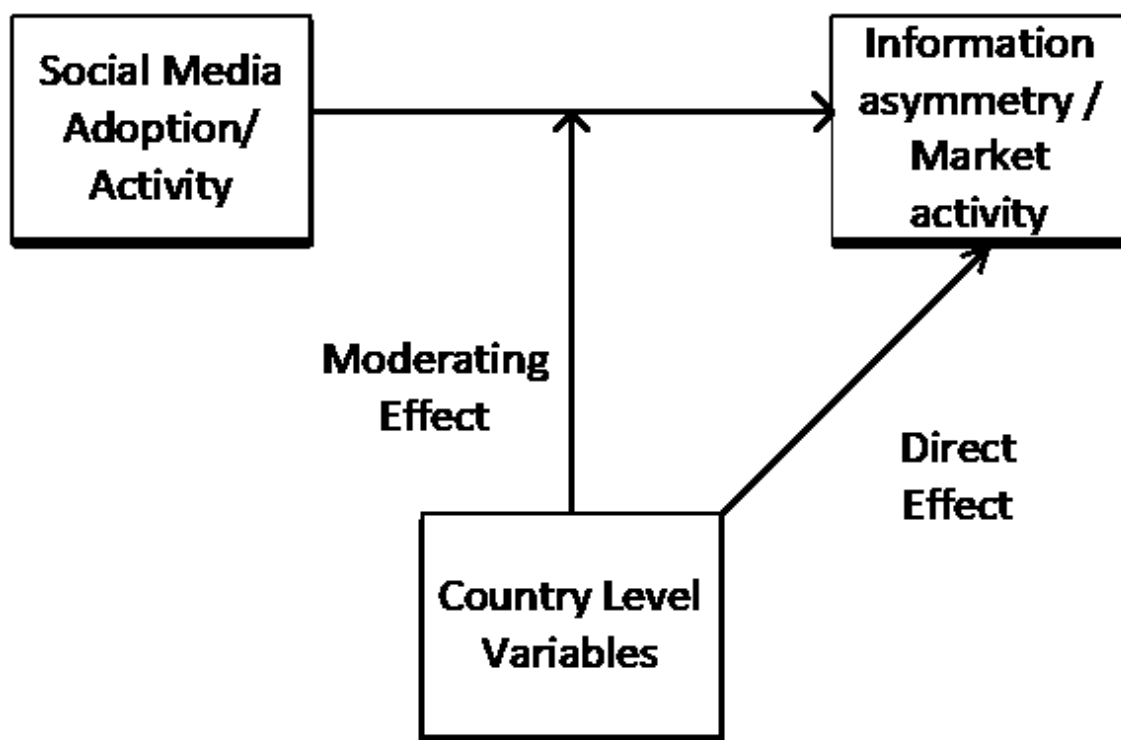 Social Media
Adoption/
Activity
Information
asymmetry /
Market
activity
Moderating
Effect
Direct
Effect
Country Level
Variables